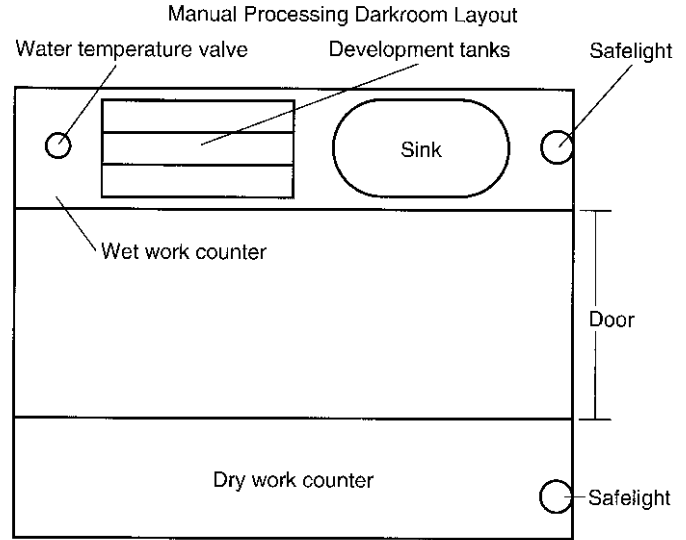 Manual Processing Darkroom Layout
Water temperature valve
Development tanks
Safelight
Sink
Wet work counter
Door
Dry work counter
Safelight